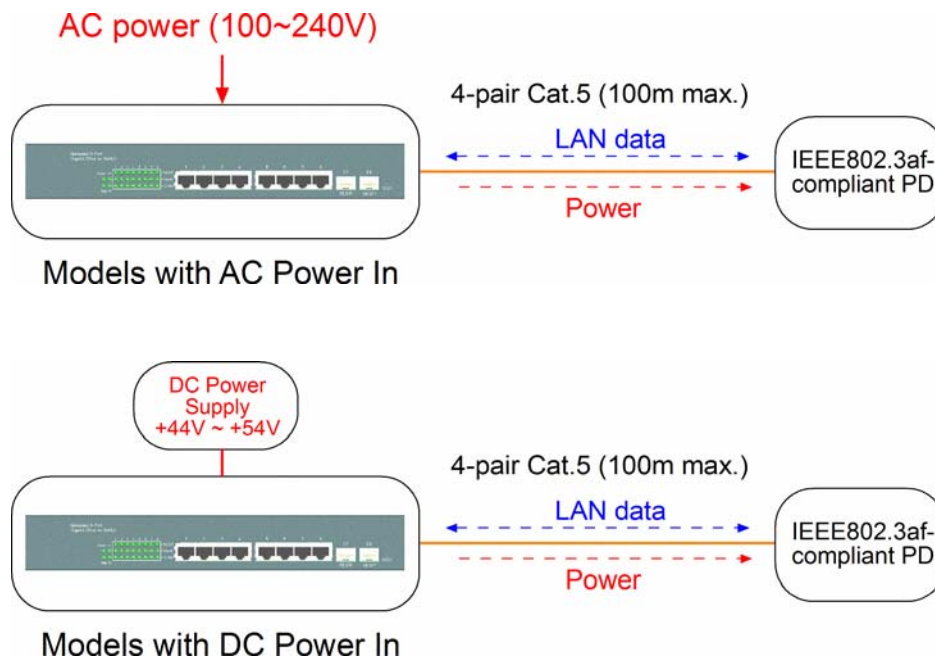 AC power (100~240V)
4-pair Cat.5 (100m max.)
LAN data
IEEE802.3af-
compliant PD
Power
Models with AC Power In
DC Power
Supply
+44V ~ +54V
4-pair Cat.5 (100m max.)
LAN data
IEEE802.3af-
compliant PD
Power
Models with DC Power In